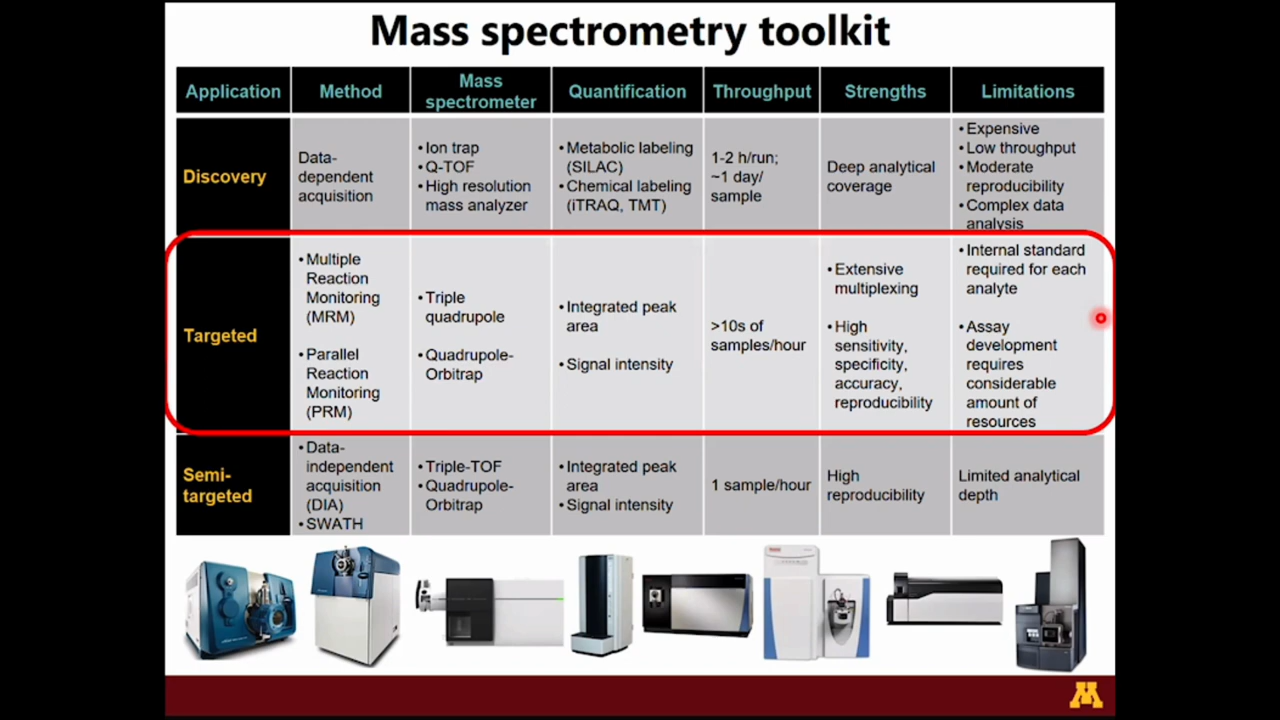 Mass spectrometry toolkit
Application
Method
Mass
spectrometer
Quantification
Throughput
Strengths
Limitations
Discovery
Data-
dependent
acquisition
• Ion trap
• Q-TOF
• High resolution
mass analyzer
• Metabolic labeling
(SILAC)
• Chemical labeling
(iTRAQ, TMT)
1-2 h/run;
~1 day/
sample
Deep analytical
coverage
• Expensive
• Low throughput
• Moderate
reproducibility
• Complex data
analysis
Targeted
• Multiple
Reaction
Monitoring
(MRM)
• Parallel
Reaction
Monitoring
(PRM)
• Triple
quadrupole
• Quadrupole-
Orbitrap
• Integrated peak
area
• Signal intensity
>10s of
samples/hour
• Extensive
multiplexing
• High
sensitivity,
specificity,
accuracy,
reproducibility
• Internal standard
required for each
analyte
• Assay
development
requires
considerable
amount of
resources
Semi-
targeted
• Data-
independent
acquisition
(DIA)
• SWATH
• Triple-TOF
• Quadrupole-
Orbitrap
• Integrated peak
area
• Signal intensity
1 sample/hour
High
reproducibility
Limited analytical
depth
M